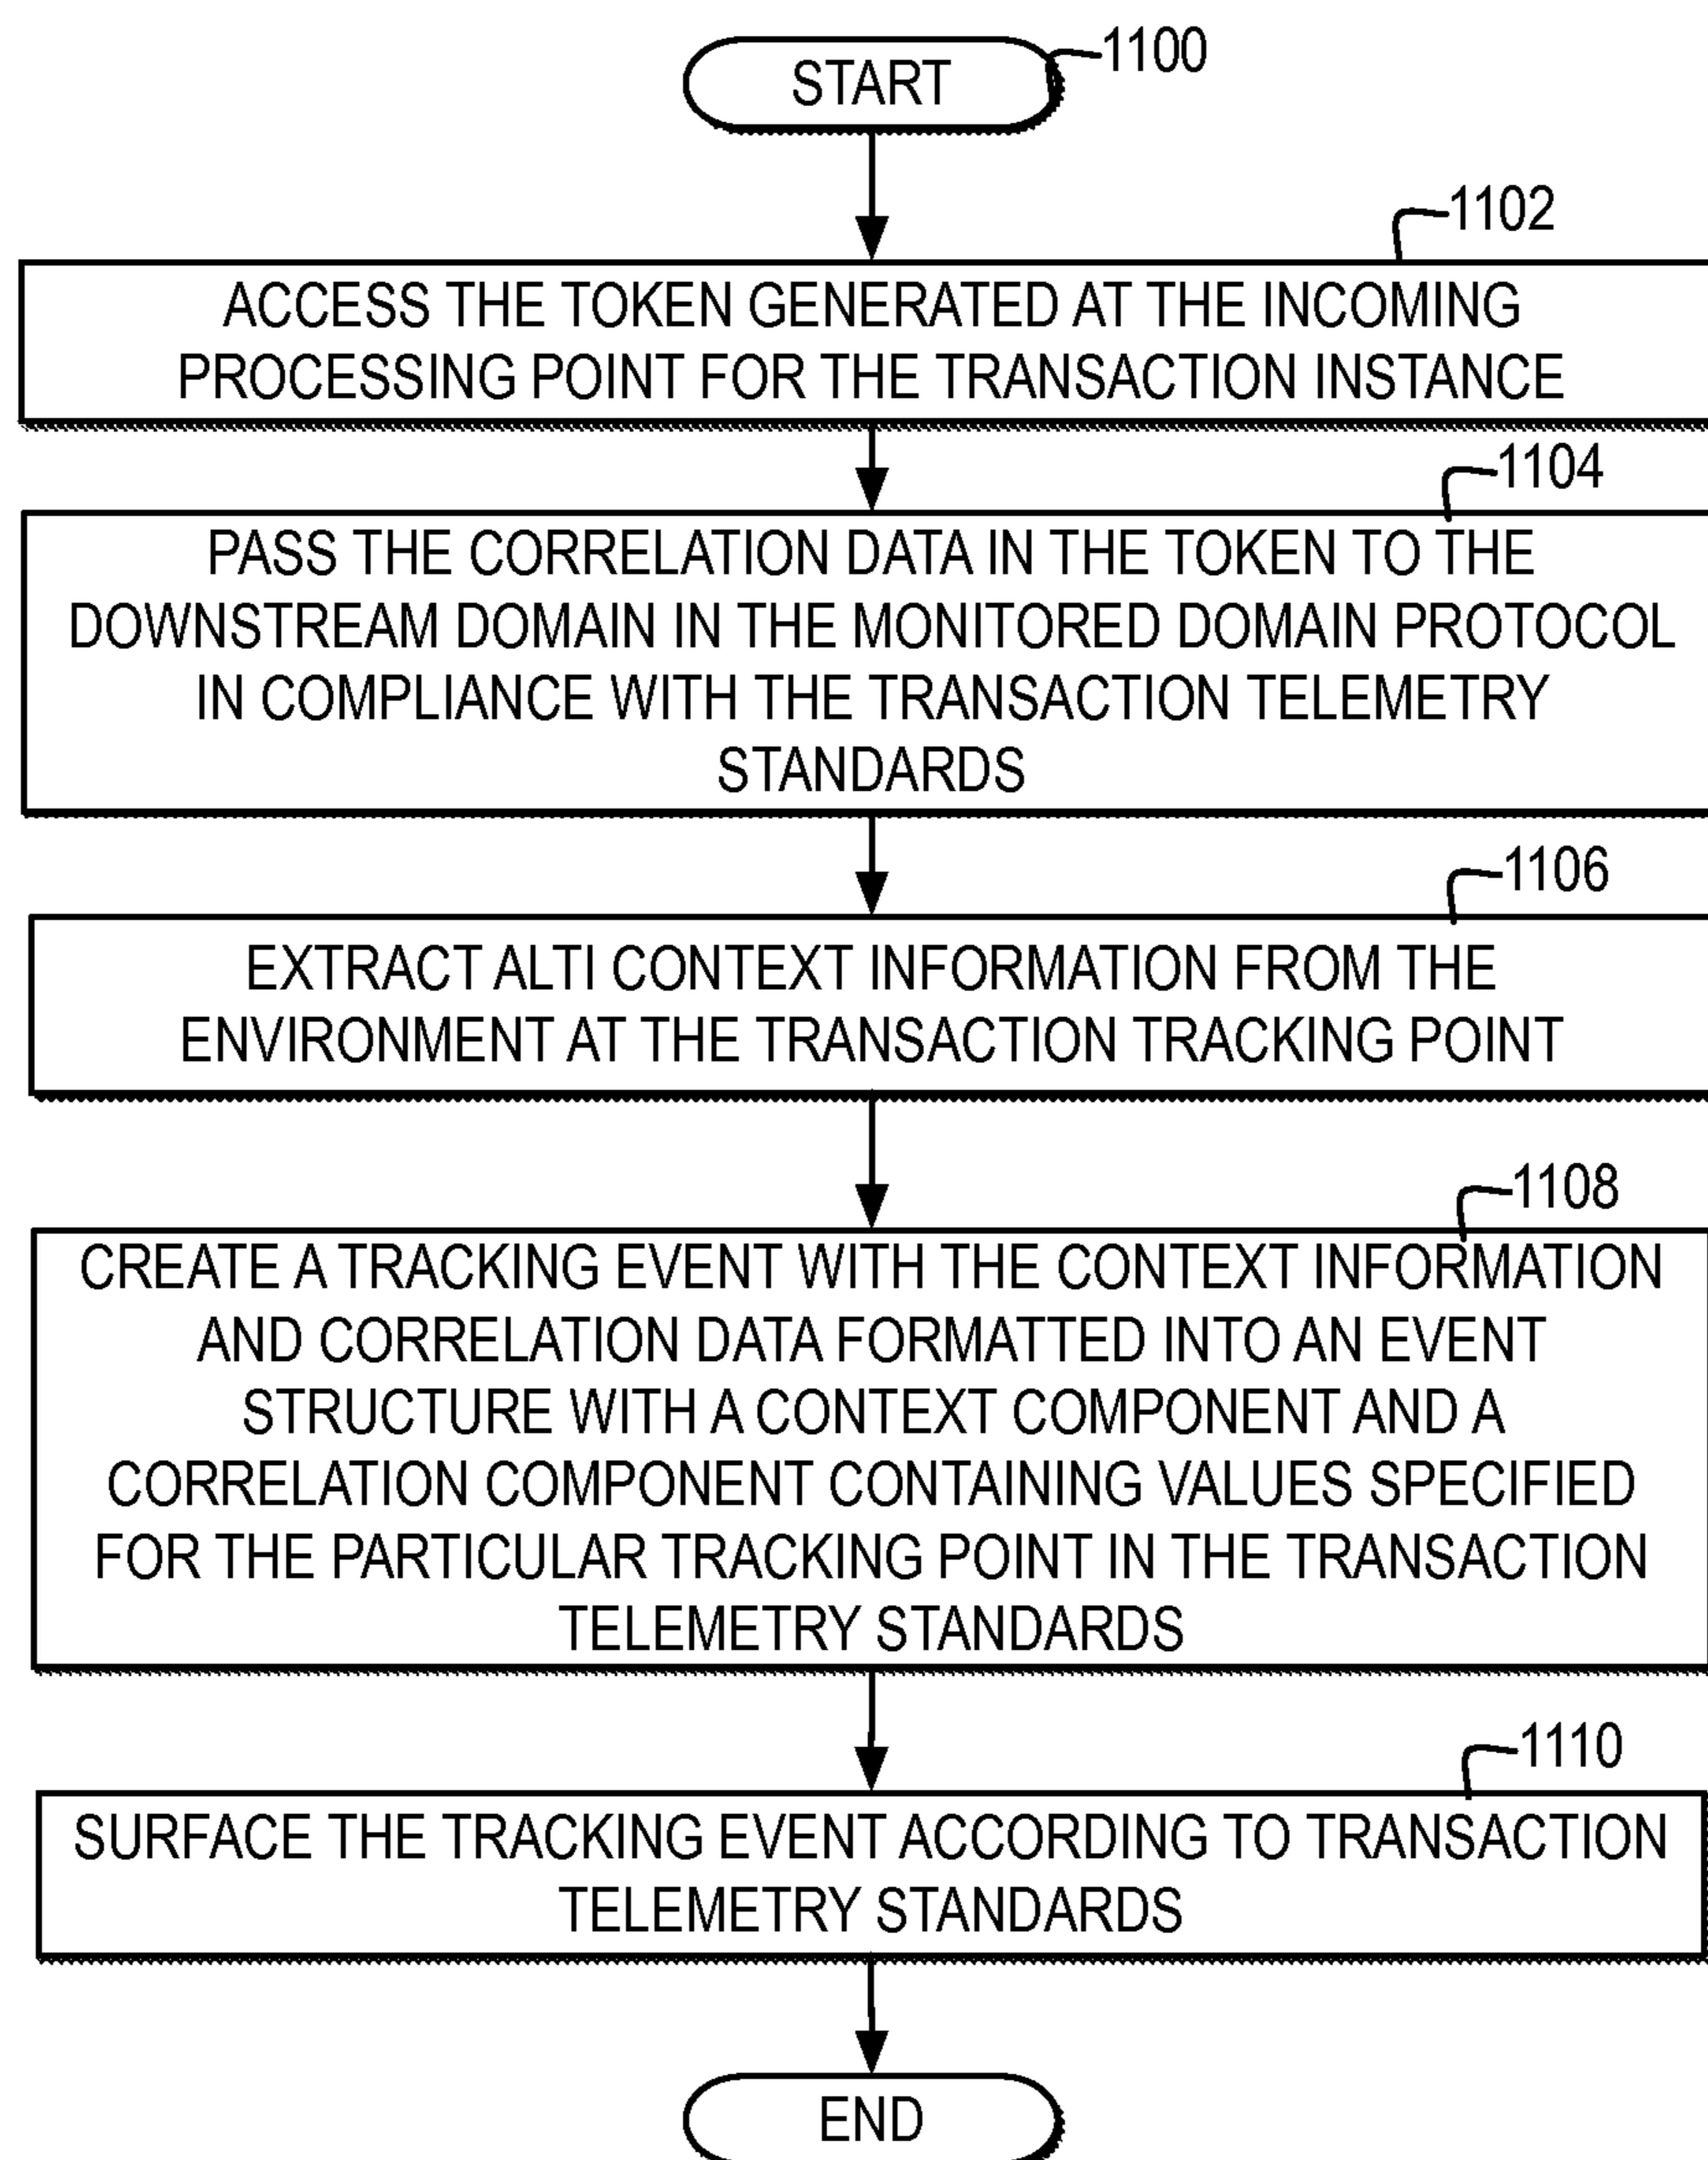 START
1100
1102
ACCESS THE TOKEN GENERATED AT THE INCOMING
PROCESSING POINT FOR THE TRANSACTION INSTANCE
1104
PASS THE CORRELATION DATA IN THE TOKEN TO THE
DOWNSTREAM DOMAIN IN THE MONITORED DOMAIN PROTOCOL
IN COMPLIANCE WITH THE TRANSACTION TELEMETRY
STANDARDS
1106
EXTRACT ALTI CONTEXT INFORMATION FROM THE
ENVIRONMENT AT THE TRANSACTION TRACKING POINT
1108
CREATE A TRACKING EVENT WITH THE CONTEXT INFORMATION
AND CORRELATION DATA FORMATTED INTO AN EVENT
STRUCTURE WITH A CONTEXT COMPONENT AND A
CORRELATION COMPONENT CONTAINING VALUES SPECIFIED
FOR THE PARTICULAR TRACKING POINT IN THE TRANSACTION
TELEMETRY STANDARDS
1110
SURFACE THE TRACKING EVENT ACCORDING TO TRANSACTION
TELEMETRY STANDARDS
END